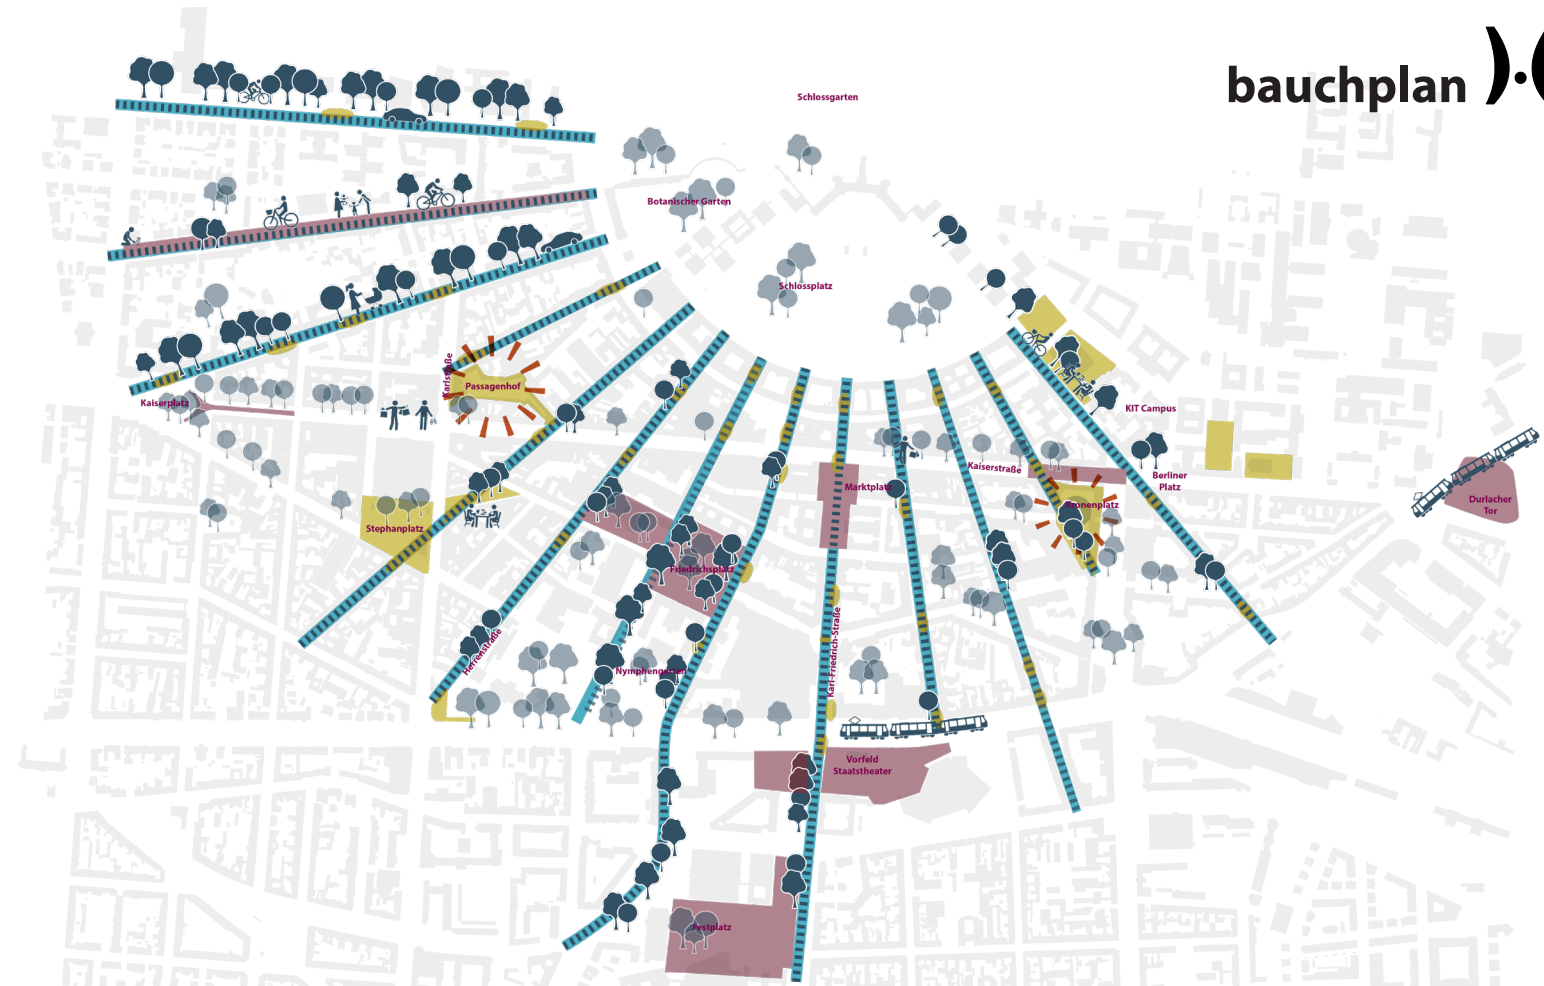 bauchplan ).(
Schlossgarten
Botanischer Garten
Schlossplatz
Karlstraße
Passagenhof
Kaiserplatz
KIT Campus
Kaiserstraße
Berliner
Platz
Marktplatz
Durlacher
Tor
Kronenplatz
Stephanplatz
Friedrichsplatz
Herrenstraße
Nymphengarten
Karl-Friedrich-Straße
Vorfeld
Staatstheater
Festplatz